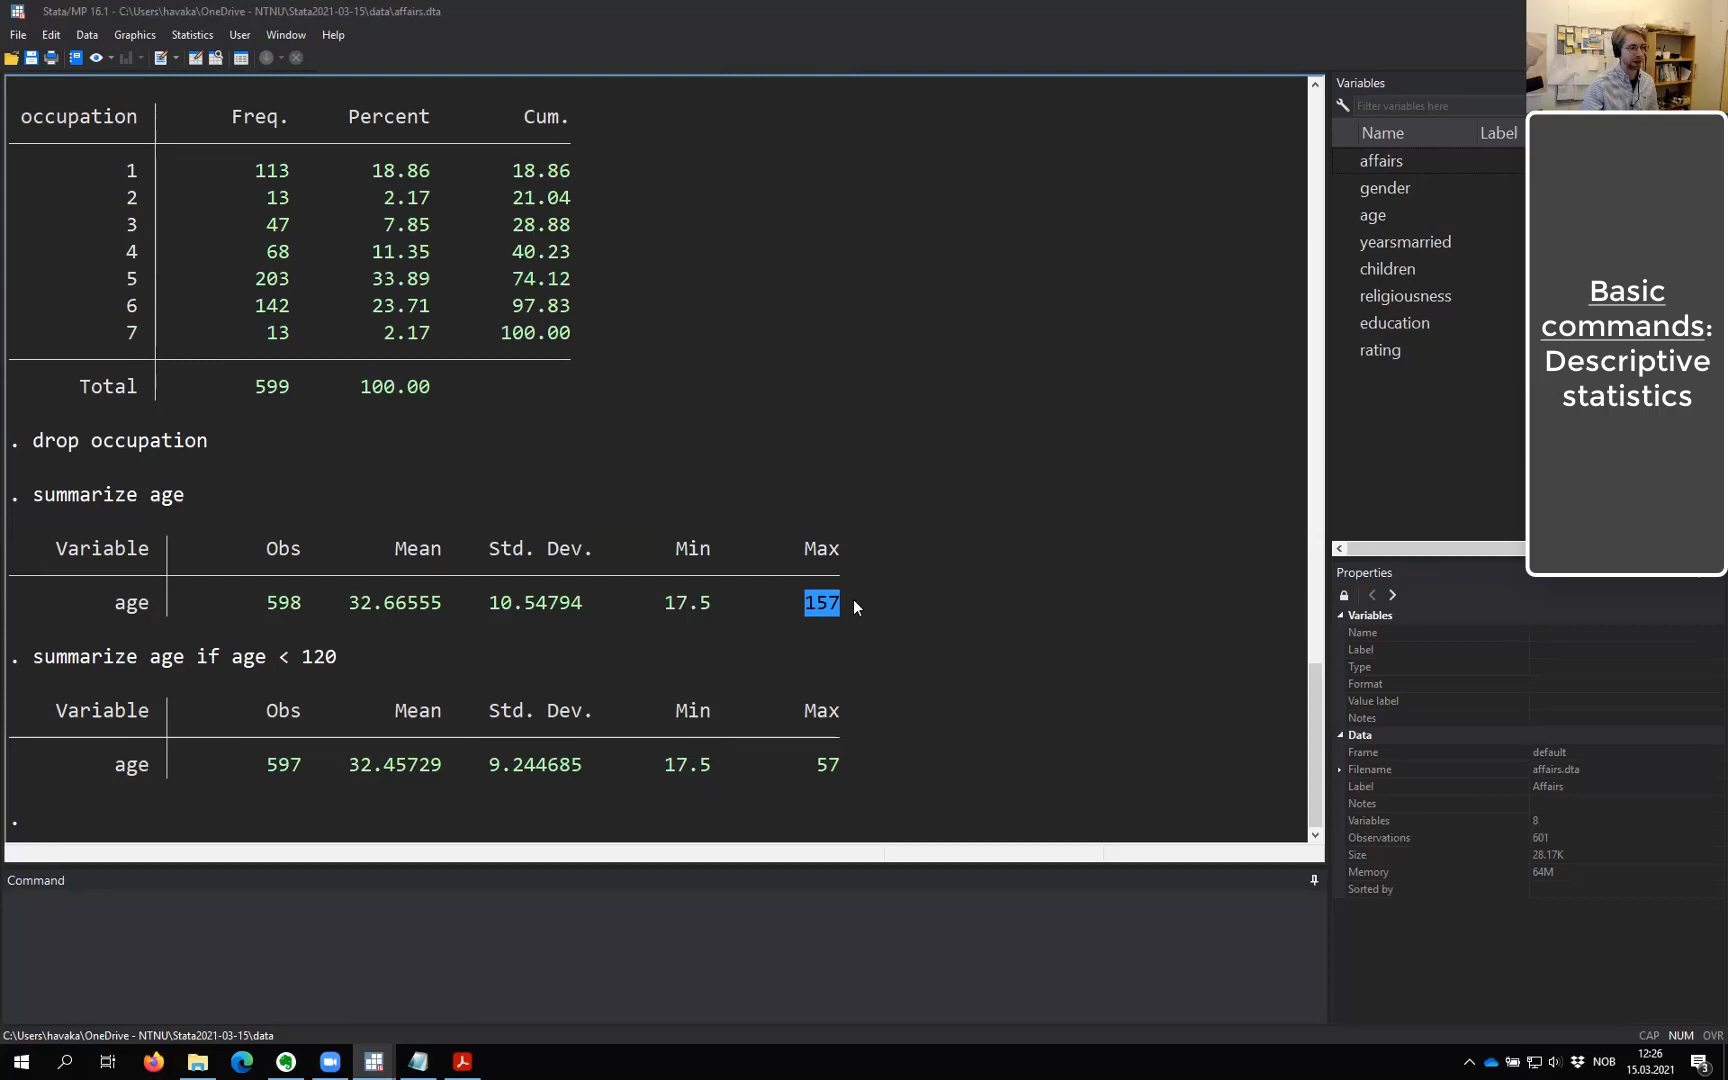 Stata/MP 16.1 - C:\Users\havaka\OneDrive - NTNU\Stata2021-03-15\data\affairs.dta
File Edit Data Graphics Statistics User Window Help
occupation Freq. Percent Cum.
1 113 18.86 18.86
2 13 2.17 21.04
3 47 7.85 28.88
4 68 11.35 40.23
5 203 33.89 74.12
6 142 23.71 97.83
7 13 2.17 100.00
Total 599 100.00
. drop occupation
. summarize age
Variable Obs Mean Std. Dev. Min Max
age 598 32.66555 10.54794 17.5 157
. summarize age if age < 120
Variable Obs Mean Std. Dev. Min Max
age 597 32.45729 9.244685 17.5 57
.
Command
C:\Users\havaka\OneDrive - NTNU\Stata2021-03-15\data
Variables
Filter variables here
Name Label
affairs
gender
age
yearsmarried
children
religiousness
education
rating
Basic
commands:
Descriptive
statistics
Properties
Variables
Name
Label
Type
Format
Value label
Notes
Data
Frame default
Filename affairs.dta
Label Affairs
Notes
Variables 8
Observations 601
Size 28.17K
Memory 64M
Sorted by
CAP NUM OVR
NOB
12:26
15.03.2021
3